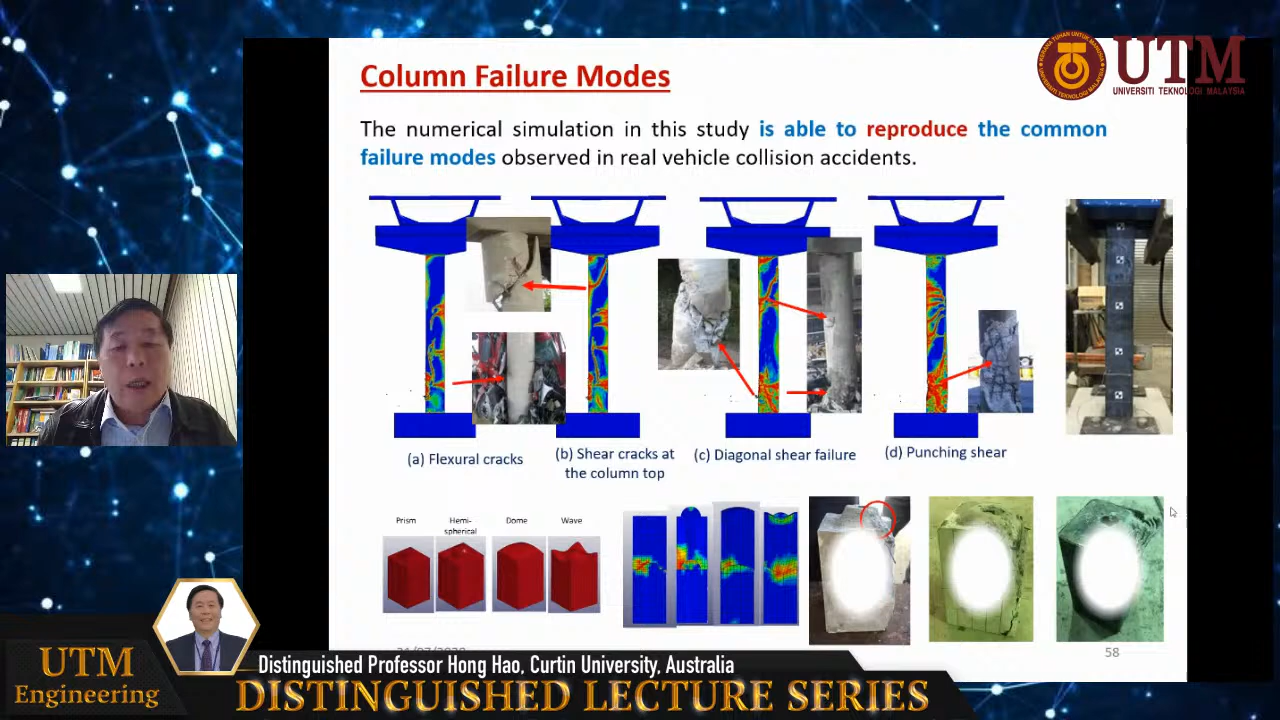 Column Failure Modes
UTM
UNIVERSITI TEKNOLOGI MALAYSIA
The numerical simulation in this study is able to reproduce the common
failure modes observed in real vehicle collision accidents.
(a) Flexural cracks
(b) Shear cracks at
the column top
(c) Diagonal shear failure
(d) Punching shear
Prism
Hemi-
spherical
Dome
Wave
58
UTM
Engineering
Distinguished Professor Hong Hao, Curtin University, Australia
DISTINGUISHED LECTURE SERIES